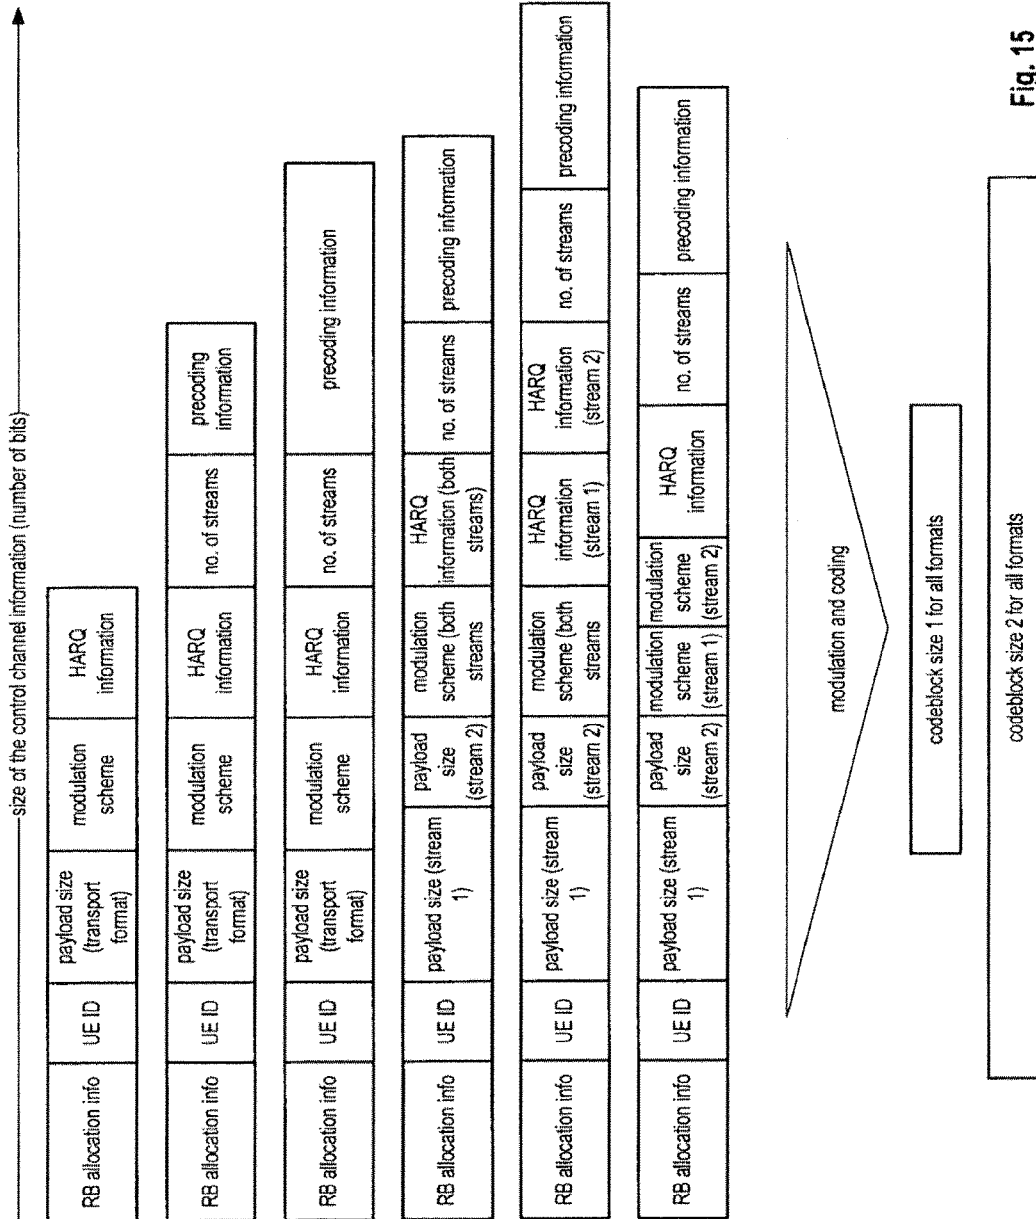 size of the control channel information (number of bits)
RB allocation info
UE ID
payload size
(transport
format)
modulation
scheme
HARQ
information
RB allocation info
UE ID
payload size
(transport
format)
modulation
scheme
HARQ
information
no. of streams
precoding
information
RB allocation info
UE ID
payload size
(transport
format)
modulation
scheme
HARQ
information
no. of streams
precoding information
RB allocation info
UE ID
payload size (stream
1)
payload
size
(stream 2)
modulation
scheme (both
streams)
HARQ
information (both
streams)
no. of streams
precoding information
RB allocation info
UE ID
payload size (stream
1)
payload
size
(stream 2)
modulation
scheme (both
streams
HARQ
information
(stream 1)
HARQ
information
(stream 2)
no. of streams
precoding information
RB allocation info
UE ID
payload size (stream
1)
payload
size
(stream 2)
modulation
scheme
(stream 1)
modulation
scheme
(stream 2)
HARQ
information
no. of streams
precoding information
modulation and coding
codeblock size 1 for all formats
codeblock size 2 for all formats
Fig. 15